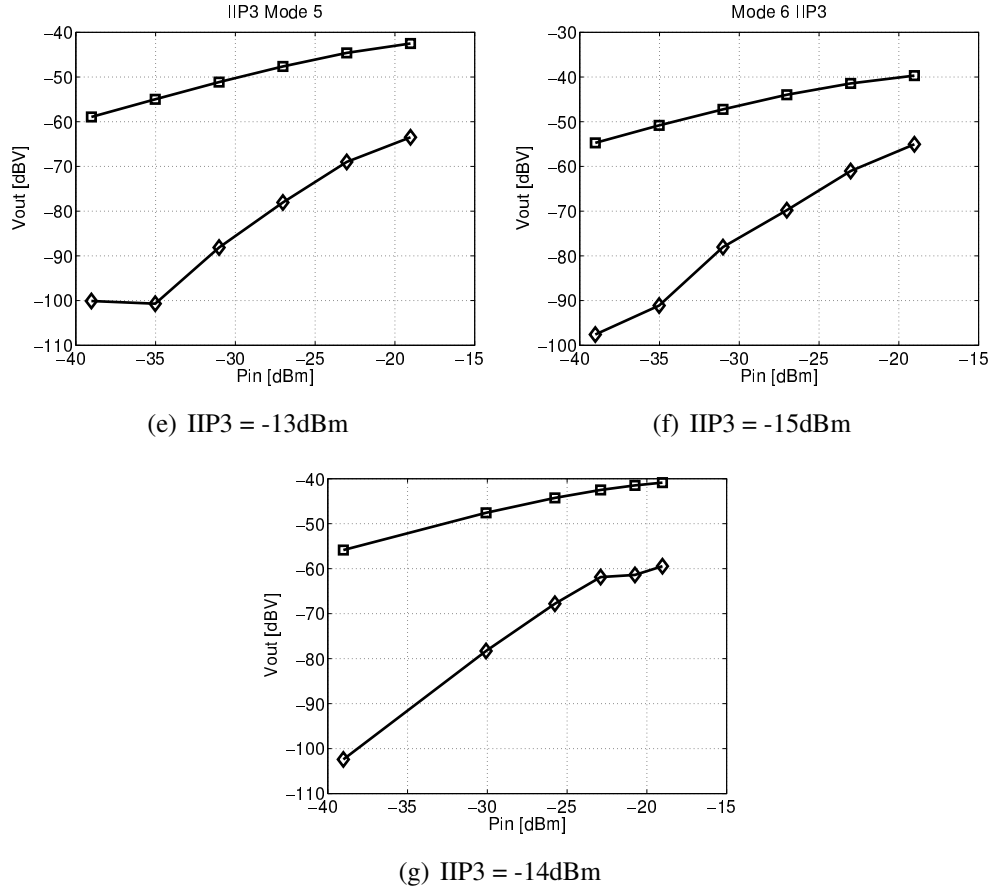 IIP3 Mode 5
−40
−50
−60
−70
−80
−90
−100
−110
Vout [dBV]
−40 −35 −30 −25 −20 −15
Pin [dBm]
(e) IIP3 = -13dBm
Mode 6 IIP3
−30
−40
−50
−60
−70
−80
−90
−100
Vout [dBV]
−40 −35 −30 −25 −20 −15
Pin [dBm]
(f) IIP3 = -15dBm
−40
−50
−60
−70
−80
−90
−100
−110
Vout [dBV]
−40 −35 −30 −25 −20 −15
Pin [dBm]
(g) IIP3 = -14dBm